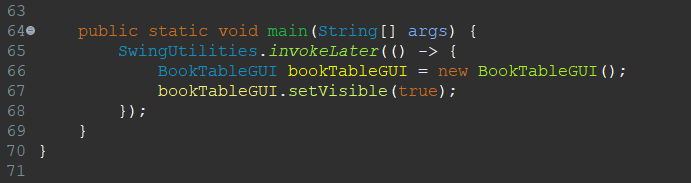 63
64    public static void main(String[] args) {
65        SwingUtilities.invokeLater(() -> {
66            BookTableGUI bookTableGUI = new BookTableGUI();
67            bookTableGUI.setVisible(true);
68        });
69    }
70 }
71